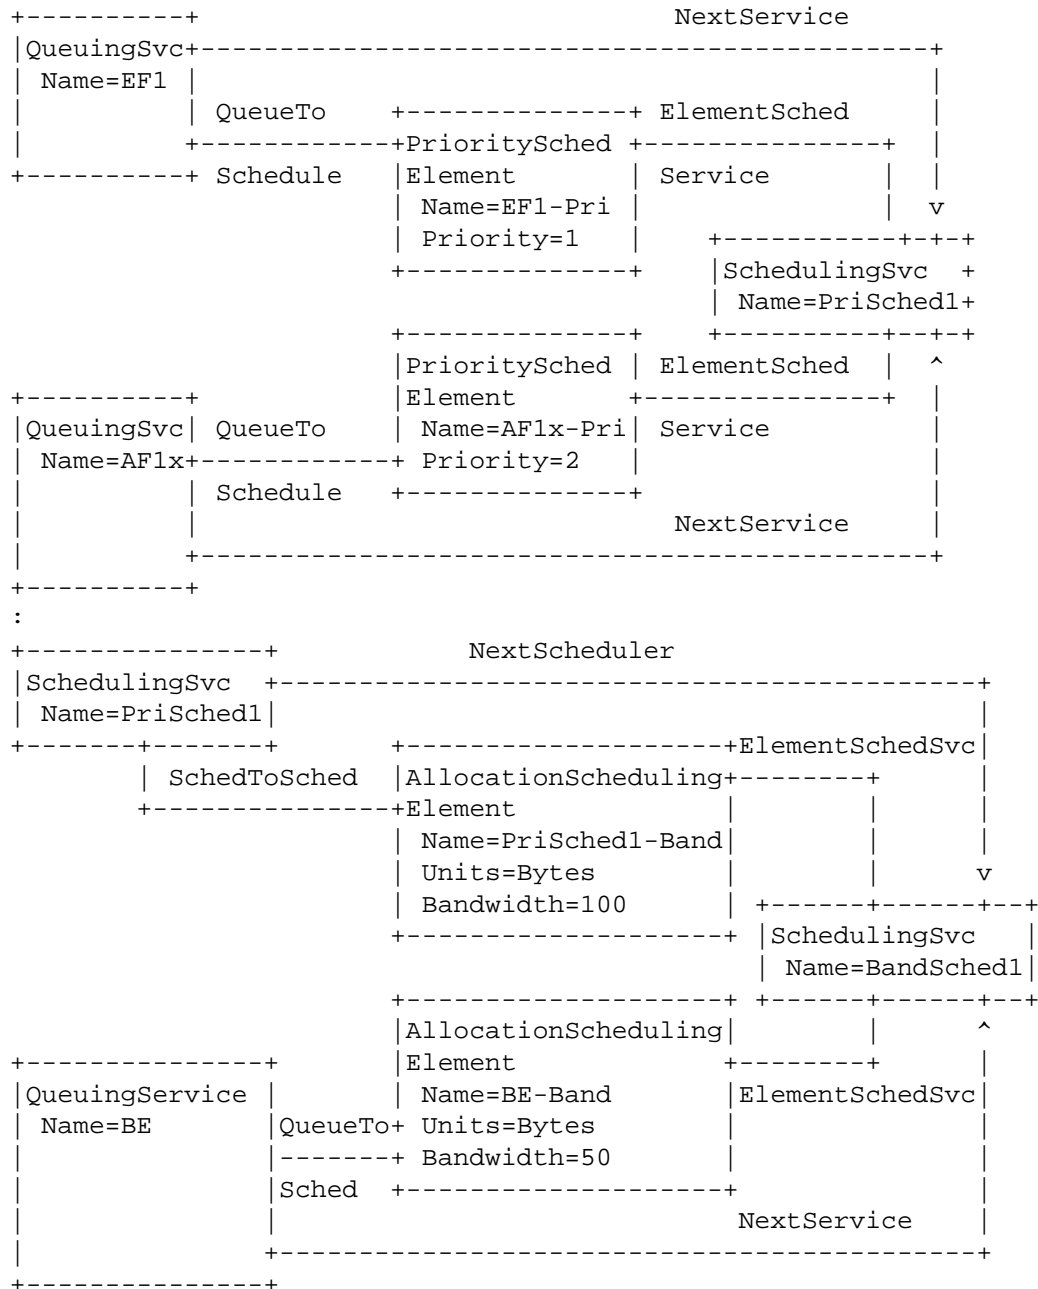 +----------+                              NextService
|QueuingSvc+----------------------------------------------+
| Name=EF1 |                                              |
|          | QueueTo    +--------------+ ElementSched     |
|          +------------+PrioritySched +---------------+  |
+----------+ Schedule   |Element       | Service       |  |
                        | Name=EF1-Pri |               |  v
                        | Priority=1   |    +-----------+-+-+
                        +--------------+    |SchedulingSvc  +
                                            | Name=PriSched1+
                        +--------------+    +----------+--+-+
                        |PrioritySched | ElementSched  |  ^
+----------+            |Element       +---------------+  |
|QueuingSvc| QueueTo    | Name=AF1x-Pri| Service          |
| Name=AF1x+------------+ Priority=2   |                  |
|          | Schedule   +--------------+                  |
|          |                              NextService     |
|          +----------------------------------------------+
+----------+
:
+---------------+            NextScheduler
|SchedulingSvc  +--------------------------------------------+
| Name=PriSched1|                                            |
+-------+-------+       +--------------------+ElementSchedSvc|
        | SchedToSched  |AllocationScheduling+--------+      |
        +---------------+Element             |        |      |
                        | Name=PriSched1-Band|        |      |
                        | Units=Bytes        |        |      v
                        | Bandwidth=100      | +------+------+--+
                        +--------------------+ |SchedulingSvc   |
                                               | Name=BandSched1|
                        +--------------------+ +------+------+--+
                        |AllocationScheduling|        |      ^
+---------------+       |Element             +--------+      |
|QueuingService |       | Name=BE-Band       |ElementSchedSvc|
| Name=BE       |QueueTo+ Units=Bytes        |               |
|               |-------+ Bandwidth=50       |               |
|               |Sched  +--------------------+               |
|               |                             NextService    |
|               +--------------------------------------------+
+---------------+